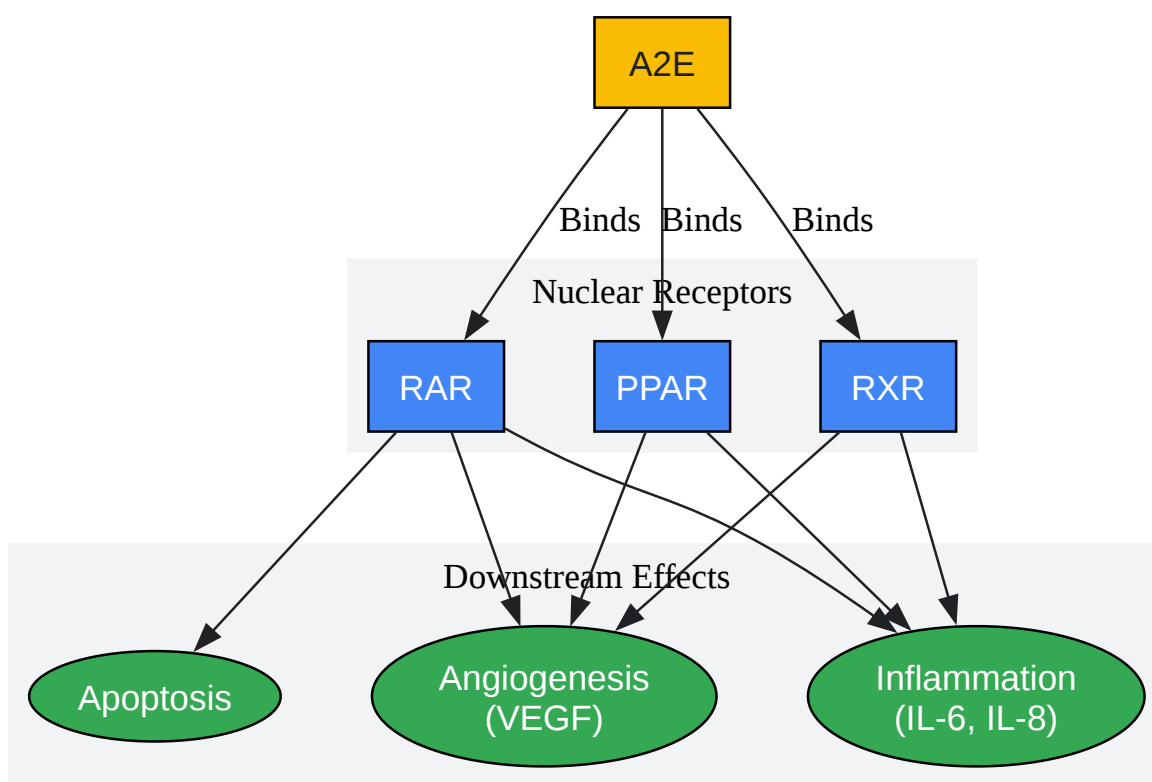 A2E
Binds Binds Binds
Nuclear Receptors
RAR PPAR RXR
Downstream Effects
Apoptosis
Angiogenesis
(VEGF)
Inflammation
(IL-6, IL-8)